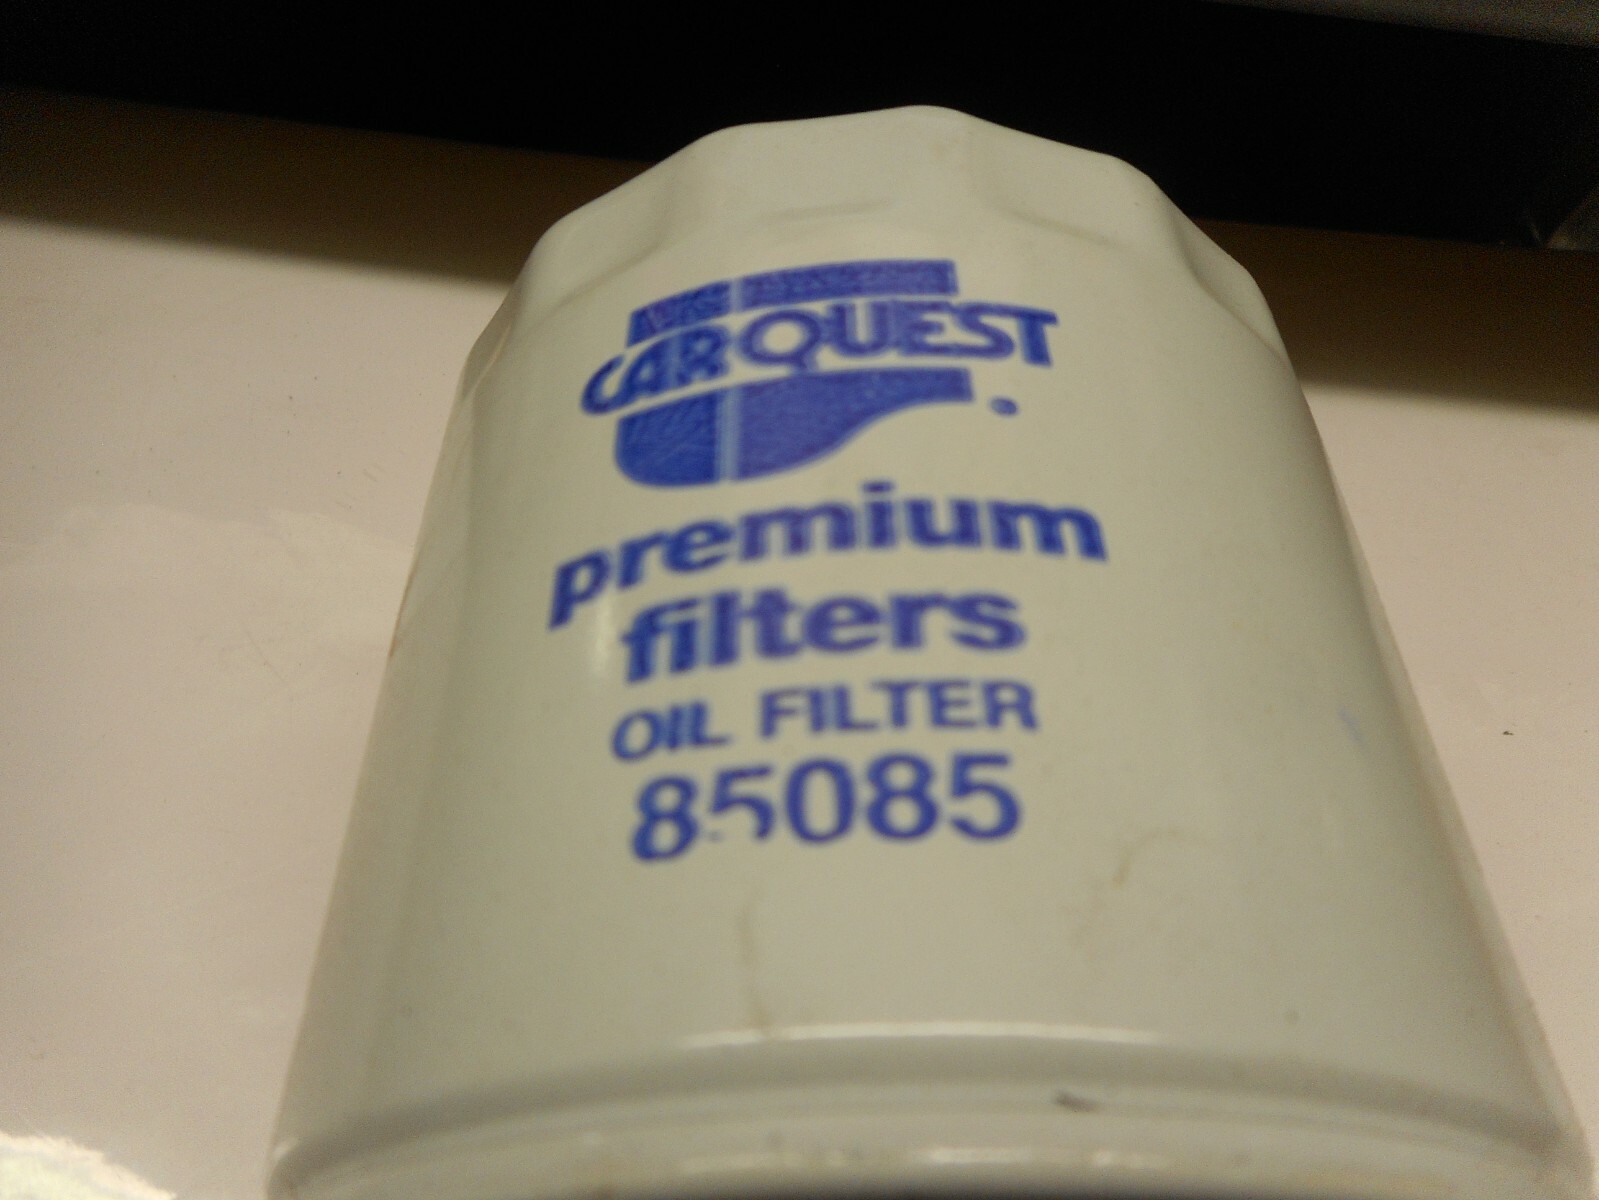 CARQUEST
premium
filters
OIL FILTER
85085